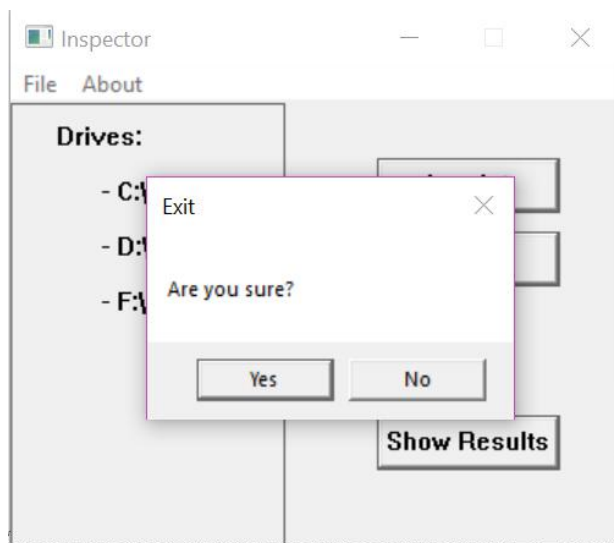 Inspector
File About
Drives:
- C:\
- D:\
- F:\
Exit
Are you sure?
Yes No
Show Results